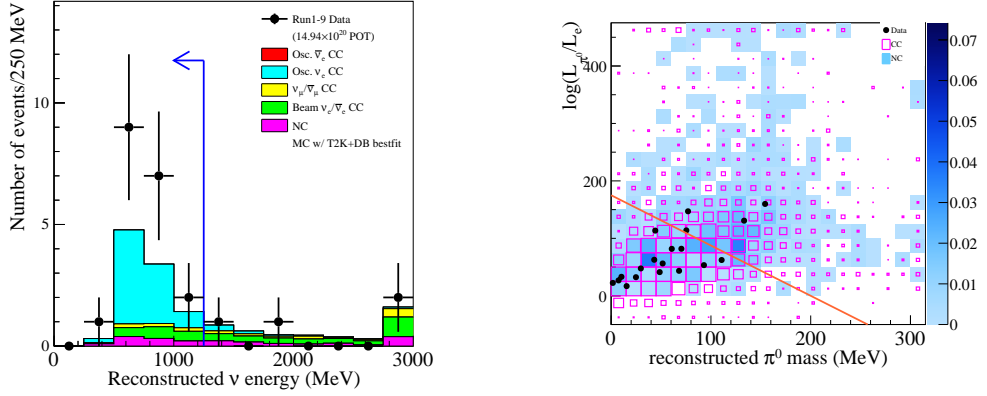 Number of events/250 MeV
10
5
0
0
1000
2000
3000
Reconstructed ν energy (MeV)
Run1-9 Data
(14.94×10²⁰ POT)
Osc. ν̅ₑ CC
Osc. νₑ CC
ν_μ/ν̅_μ CC
Beam νₑ/ν̅ₑ CC
NC
MC w/ T2K+DB bestfit
log(L_π⁰/Lₑ)
400
200
0
0
100
200
300
reconstructed π⁰ mass (MeV)
Data
CC
NC
0.07
0.06
0.05
0.04
0.03
0.02
0.01
0